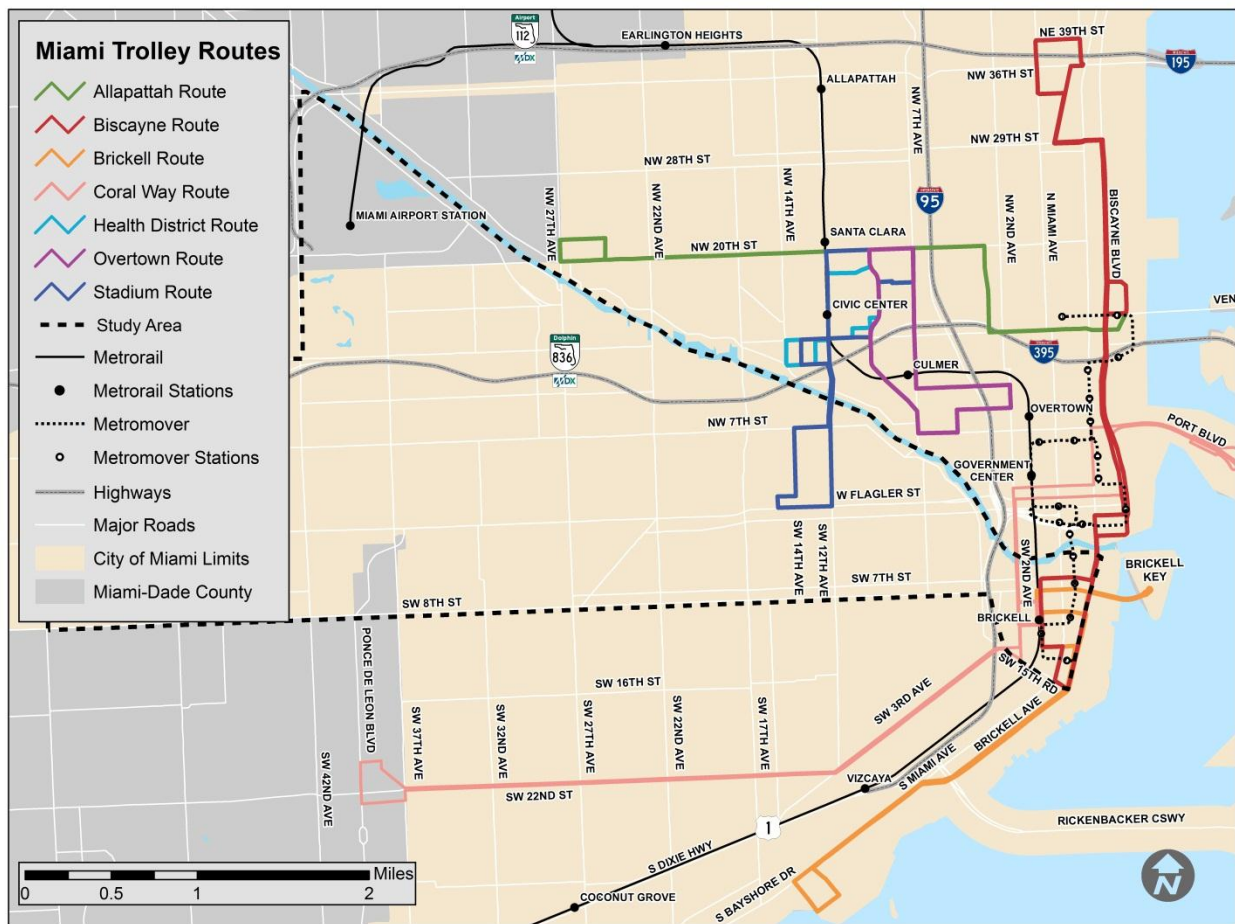 Miami Trolley Routes
Allapattah Route
Biscayne Route
Brickell Route
Coral Way Route
Health District Route
Overtown Route
Stadium Route
Study Area
Metrorail
Metrorail Stations
Metromover
Metromover Stations
Highways
Major Roads
City of Miami Limits
Miami-Dade County
Airport
112
MDX
EARLINGTON HEIGHTS
NE 39TH ST
195
ALLAPATTAH
NW 36TH ST
NW 7TH AVE
NW 29TH ST
NW 28TH ST
NW 27TH AVE
NW 22ND AVE
NW 14TH AVE
95
NW 2ND AVE
N MIAMI AVE
BISCAYNE BLVD
MIAMI AIRPORT STATION
SANTA CLARA
NW 20TH ST
CIVIC CENTER
VEN
Dolphin
836
MDX
395
CULMER
OVERTOWN
NW 7TH ST
PORT BLVD
GOVERNMENT
CENTER
W FLAGLER ST
SW 14TH AVE
SW 12TH AVE
SW 2ND AVE
BRICKELL
KEY
SW 7TH ST
SW 8TH ST
BRICKELL
PONCE DE LEON BLVD
SW 15TH RD
SW 16TH ST
SW 3RD AVE
BRICKELL AVE
SW 42ND AVE
SW 37TH AVE
SW 32ND AVE
SW 27TH AVE
SW 22ND AVE
SW 17TH AVE
S MIAMI AVE
VIZCAYA
SW 22ND ST
RICKENBACKER CSWY
1
S DIXIE HWY
S BAYSHORE DR
COCONUT GROVE
Miles
0 0.5 1 2
N